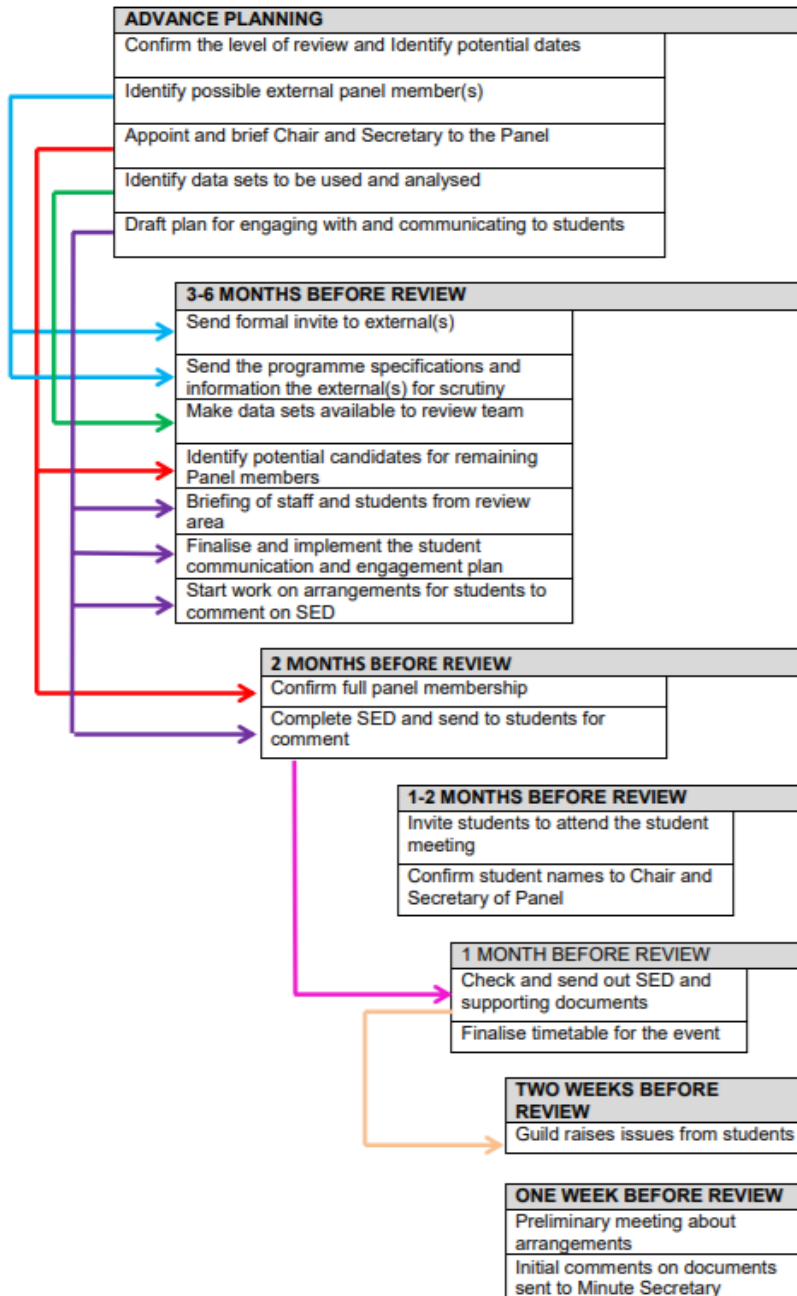 ADVANCE PLANNING
Confirm the level of review and Identify potential dates
Identify possible external panel member(s)
Appoint and brief Chair and Secretary to the Panel
Identify data sets to be used and analysed
Draft plan for engaging with and communicating to students
3-6 MONTHS BEFORE REVIEW
Send formal invite to external(s)
Send the programme specifications and
information the external(s) for scrutiny
Make data sets available to review team
Identify potential candidates for remaining
Panel members
Briefing of staff and students from review
area
Finalise and implement the student
communication and engagement plan
Start work on arrangements for students to
comment on SED
2 MONTHS BEFORE REVIEW
Confirm full panel membership
Complete SED and send to students for
comment
1-2 MONTHS BEFORE REVIEW
Invite students to attend the student
meeting
Confirm student names to Chair and
Secretary of Panel
1 MONTH BEFORE REVIEW
Check and send out SED and
supporting documents
Finalise timetable for the event
TWO WEEKS BEFORE
REVIEW
Guild raises issues from students
ONE WEEK BEFORE REVIEW
Preliminary meeting about
arrangements
Initial comments on documents
sent to Minute Secretary